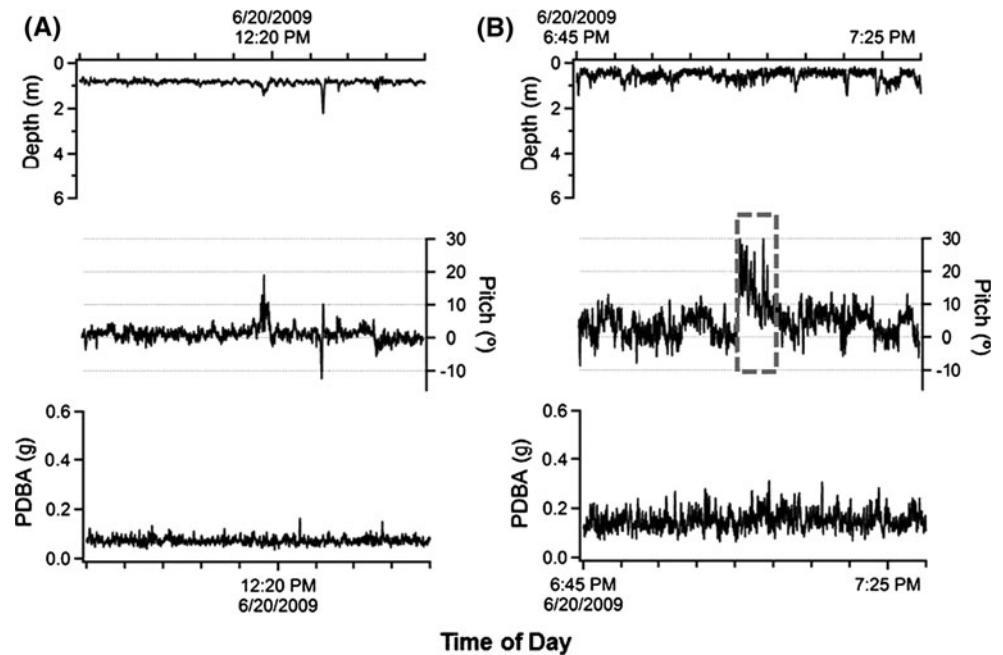 (A)
6/20/2009
12:20 PM
0
2
4
6
Depth (m)
30
20
10
0
-10
Pitch (°)
0.6
0.4
0.2
0.0
PDBA (g)
12:20 PM
6/20/2009
(B)
6/20/2009
6:45 PM
7:25 PM
0
2
4
6
Depth (m)
30
20
10
0
-10
Pitch (°)
0.6
0.4
0.2
0.0
PDBA (g)
6:45 PM
7:25 PM
6/20/2009
Time of Day